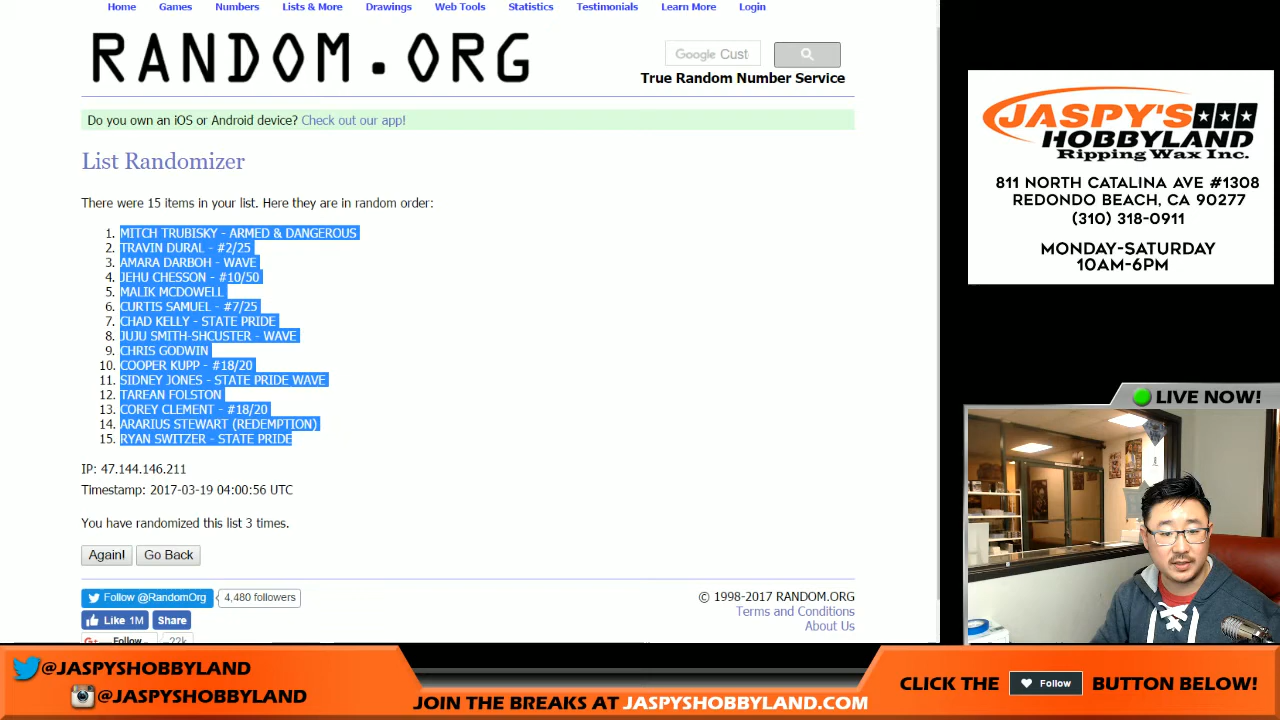 Home Games Numbers Lists & More Drawings Web Tools Statistics Testimonials Learn More Login
RANDOM.ORG
Google Cust
True Random Number Service
Do you own an iOS or Android device? Check out our app!
List Randomizer
There were 15 items in your list. Here they are in random order:
1. MITCH TRUBISKY - ARMED & DANGEROUS
2. TRAVIN DURAL - #2/25
3. AMARA DARBOH - WAVE
4. JEHU CHESSON - #10/50
5. MALIK MCDOWELL
6. CURTIS SAMUEL - #7/25
7. CHAD KELLY - STATE PRIDE
8. JUJU SMITH-SHCUSTER - WAVE
9. CHRIS GODWIN
10. COOPER KUPP - #18/20
11. SIDNEY JONES - STATE PRIDE WAVE
12. TAREAN FOLSTON
13. COREY CLEMENT - #18/20
14. ARARIUS STEWART (REDEMPTION)
15. RYAN SWITZER - STATE PRIDE
IP: 47.144.146.211
Timestamp: 2017-03-19 04:00:56 UTC
You have randomized this list 3 times.
Again! Go Back
Follow @RandomOrg 4,480 followers
Like 1M Share
Follow
© 1998-2017 RANDOM.ORG
Terms and Conditions
About Us
JASPY'S
HOBBYLAND
Ripping Wax Inc.
811 NORTH CATALINA AVE #1308
REDONDO BEACH, CA 90277
(310) 318-0911
MONDAY-SATURDAY
10AM-6PM
LIVE NOW!
@JASPYSHOBBYLAND
@JASPYSHOBBYLAND
JOIN THE BREAKS AT JASPYSHOBBYLAND.COM
CLICK THE Follow BUTTON BELOW!